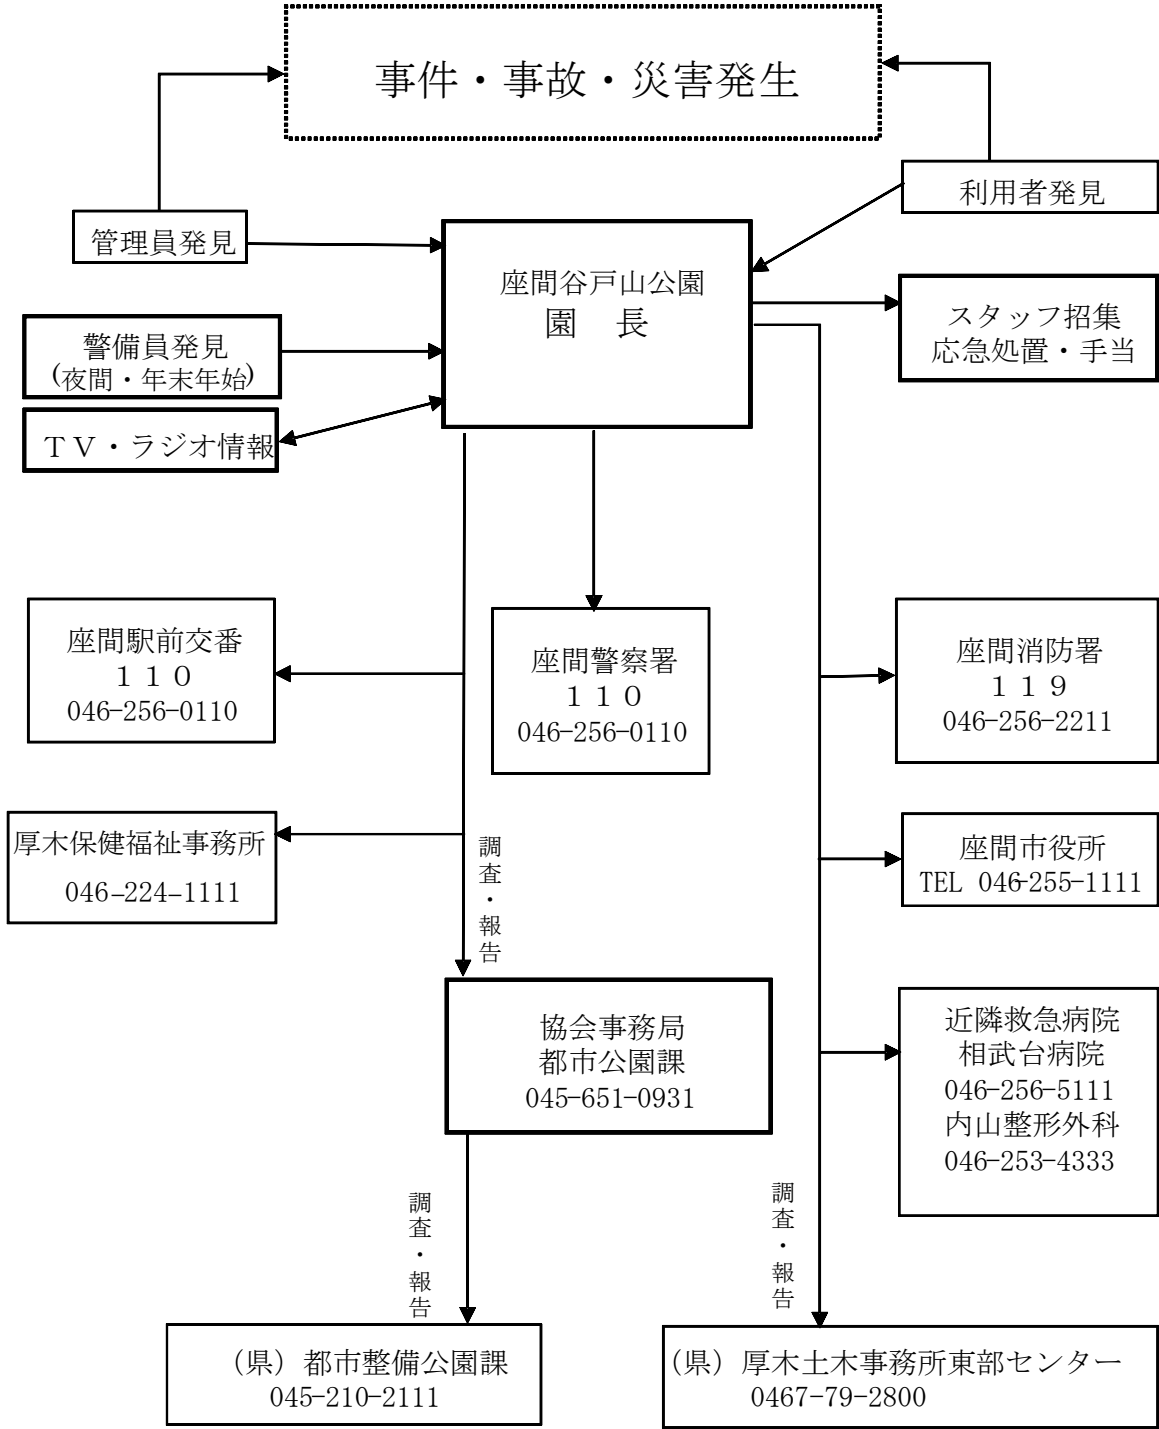 事件・事故・災害発生
利用者発見
管理員発見
座間谷戸山公園
園　長
スタッフ招集
応急処置・手当
警備員発見
(夜間・年末年始)
ＴＶ・ラジオ情報
座間駅前交番
１１０
046-256-0110
座間警察署
１１０
046-256-0110
座間消防署
１１９
046-256-2211
厚木保健福祉事務所
046-224-1111
調査・報告
座間市役所
TEL 046-255-1111
協会事務局
都市公園課
045-651-0931
近隣救急病院
相武台病院
046-256-5111
内山整形外科
046-253-4333
調査・報告
調査・報告
（県）都市整備公園課
045-210-2111
（県）厚木土木事務所東部センター
0467-79-2800